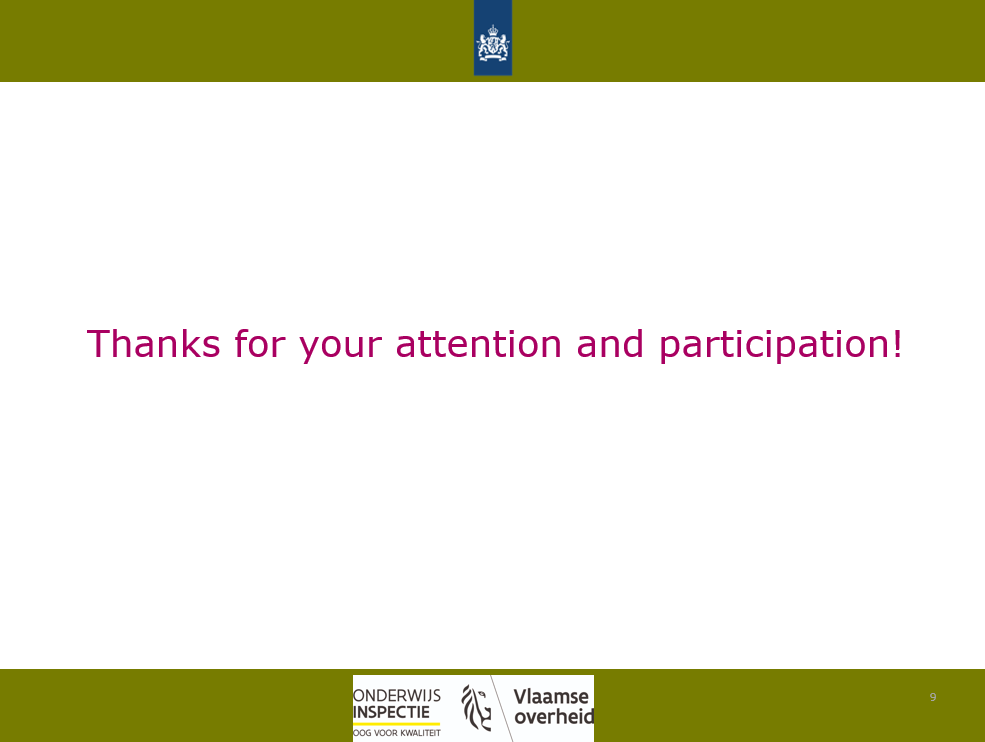 Thanks for your attention and participation!
ONDERWIJS
INSPECTIE
OOG VOOR KWALITEIT
Vlaamse
overheid
9